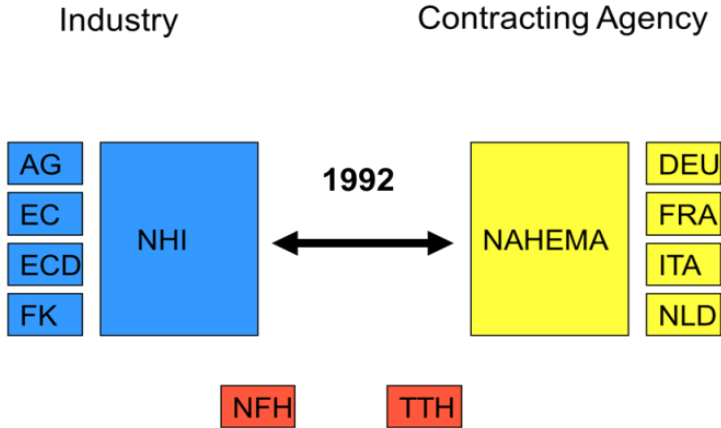 Industry
Contracting Agency
AG
EC
ECD
FK
NHI
1992
NAHEMA
DEU
FRA
ITA
NLD
NFH
TTH